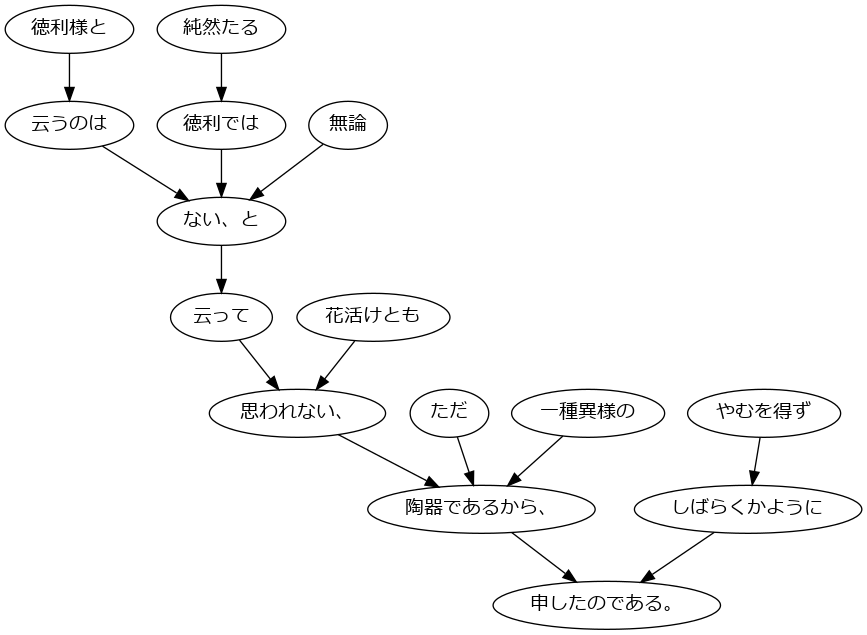 徳利様と
純然たる
云うのは
徳利では
無論
ない、と
云って
花活けとも
思われない、
ただ
一種異様の
やむを得ず
陶器であるから、
しばらくかように
申したのである。